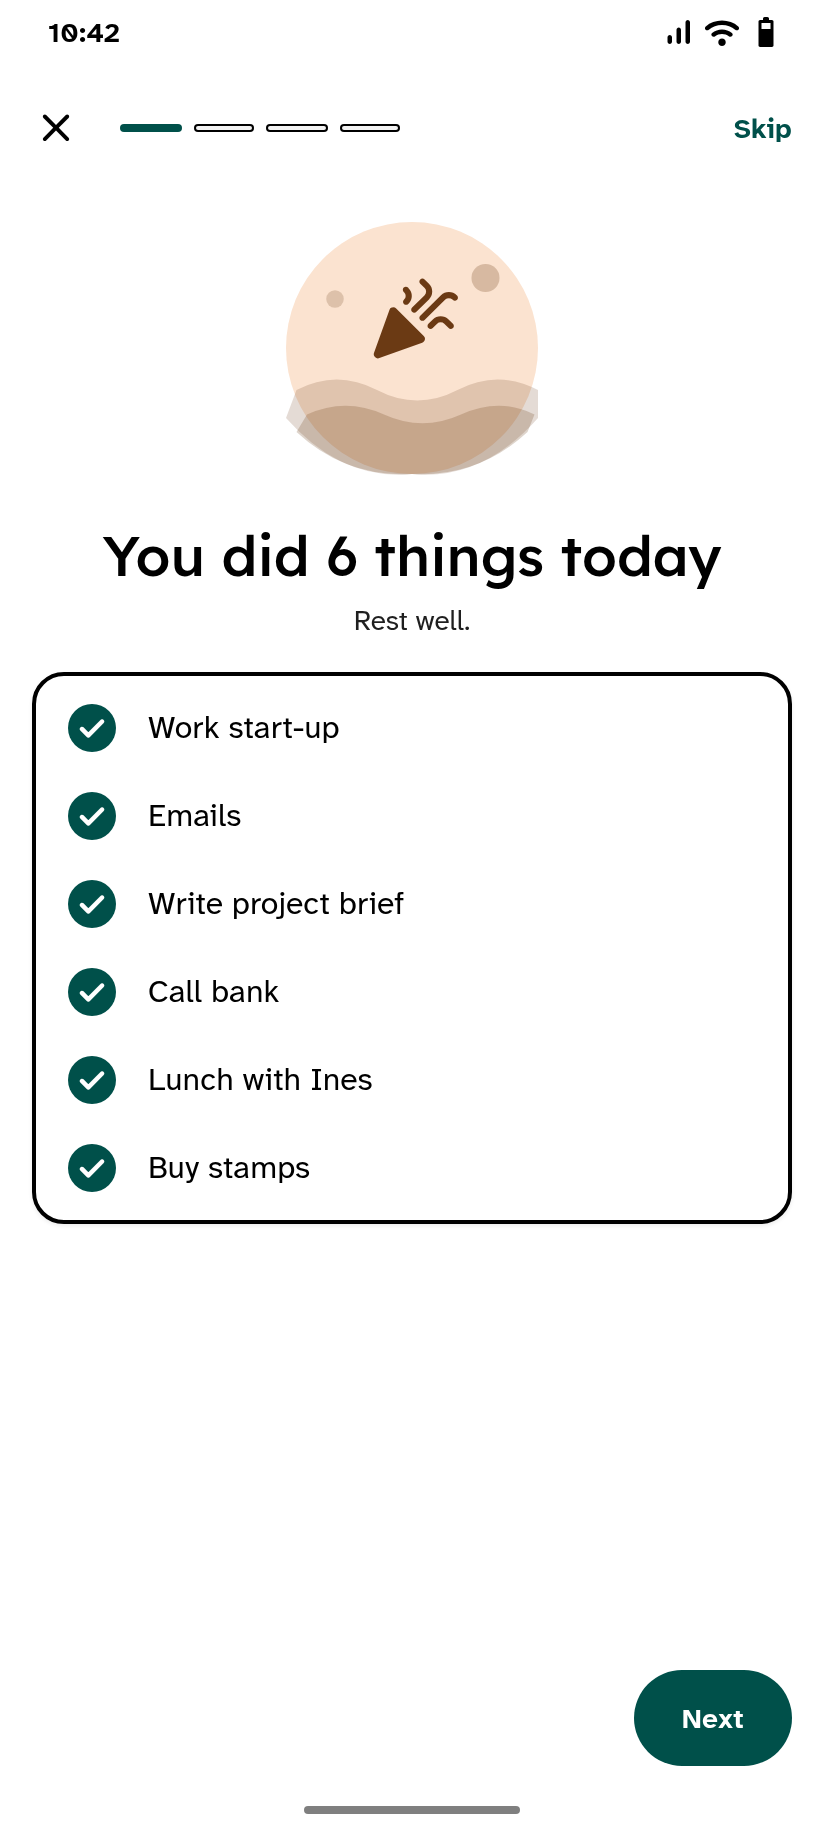 10:42
Skip
You did 6 things today
Rest well.
Work start-up
Emails
Write project brief
Call bank
Lunch with Ines
Buy stamps
Next